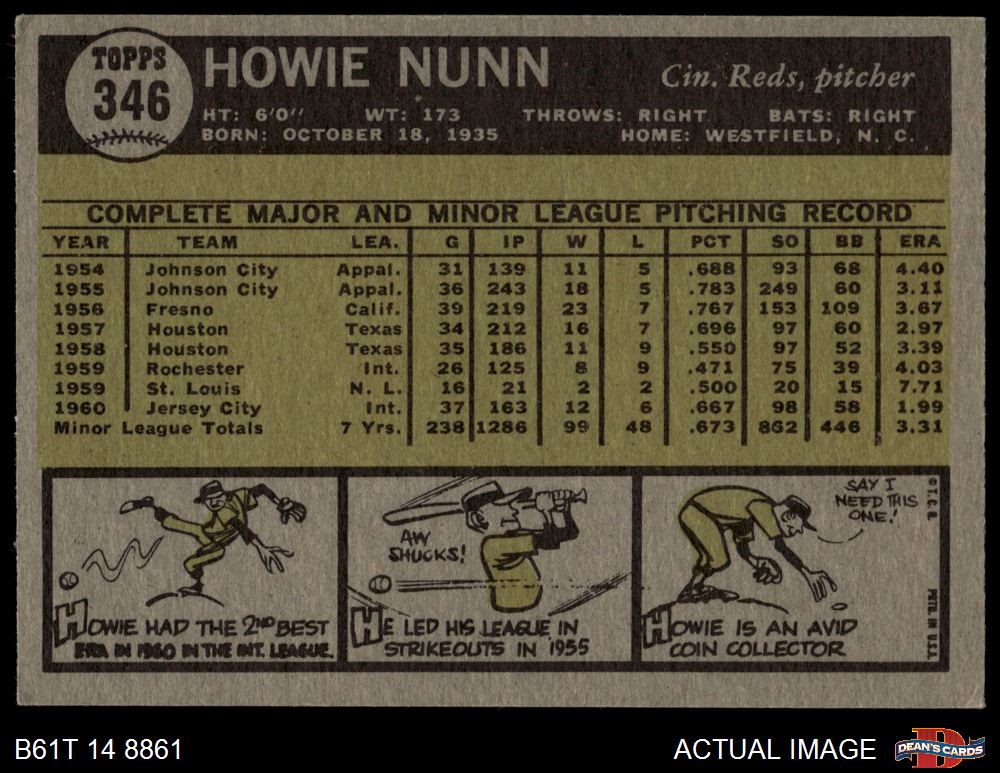 TOPPS
346
HOWIE NUNN
Cin. Reds, pitcher
HT: 6'0'' WT: 173 THROWS: RIGHT BATS: RIGHT
BORN: OCTOBER 18, 1935 HOME: WESTFIELD, N. C.
COMPLETE MAJOR AND MINOR LEAGUE PITCHING RECORD
YEAR TEAM LEA. G IP W L PCT SO BB ERA
1954 Johnson City Appal. 31 139 11 5 .688 93 68 4.40
1955 Johnson City Appal. 36 243 18 5 .783 249 60 3.11
1956 Fresno Calif. 39 219 23 7 .767 153 109 3.67
1957 Houston Texas 34 212 16 7 .696 97 60 2.97
1958 Houston Texas 35 186 11 9 .550 97 52 3.39
1959 Rochester Int. 26 125 8 9 .471 75 39 4.03
1959 St. Louis N. L. 16 21 2 2 .500 20 15 7.71
1960 Jersey City Int. 37 163 12 6 .667 98 58 1.99
Minor League Totals 7 Yrs. 238 1286 99 48 .673 862 446 3.31
HOWIE HAD THE 2ND BEST
ERA IN 1960 IN THE INT. LEAGUE.
AW
SHUCKS!
HE LED HIS LEAGUE IN
STRIKEOUTS IN 1955
SAY I
NEED THIS
ONE!
HOWIE IS AN AVID
COIN COLLECTOR
© T. C. G.
PRTD. IN U.S.A.
B61T 14 8861
ACTUAL IMAGE
D
DEAN'S CARDS